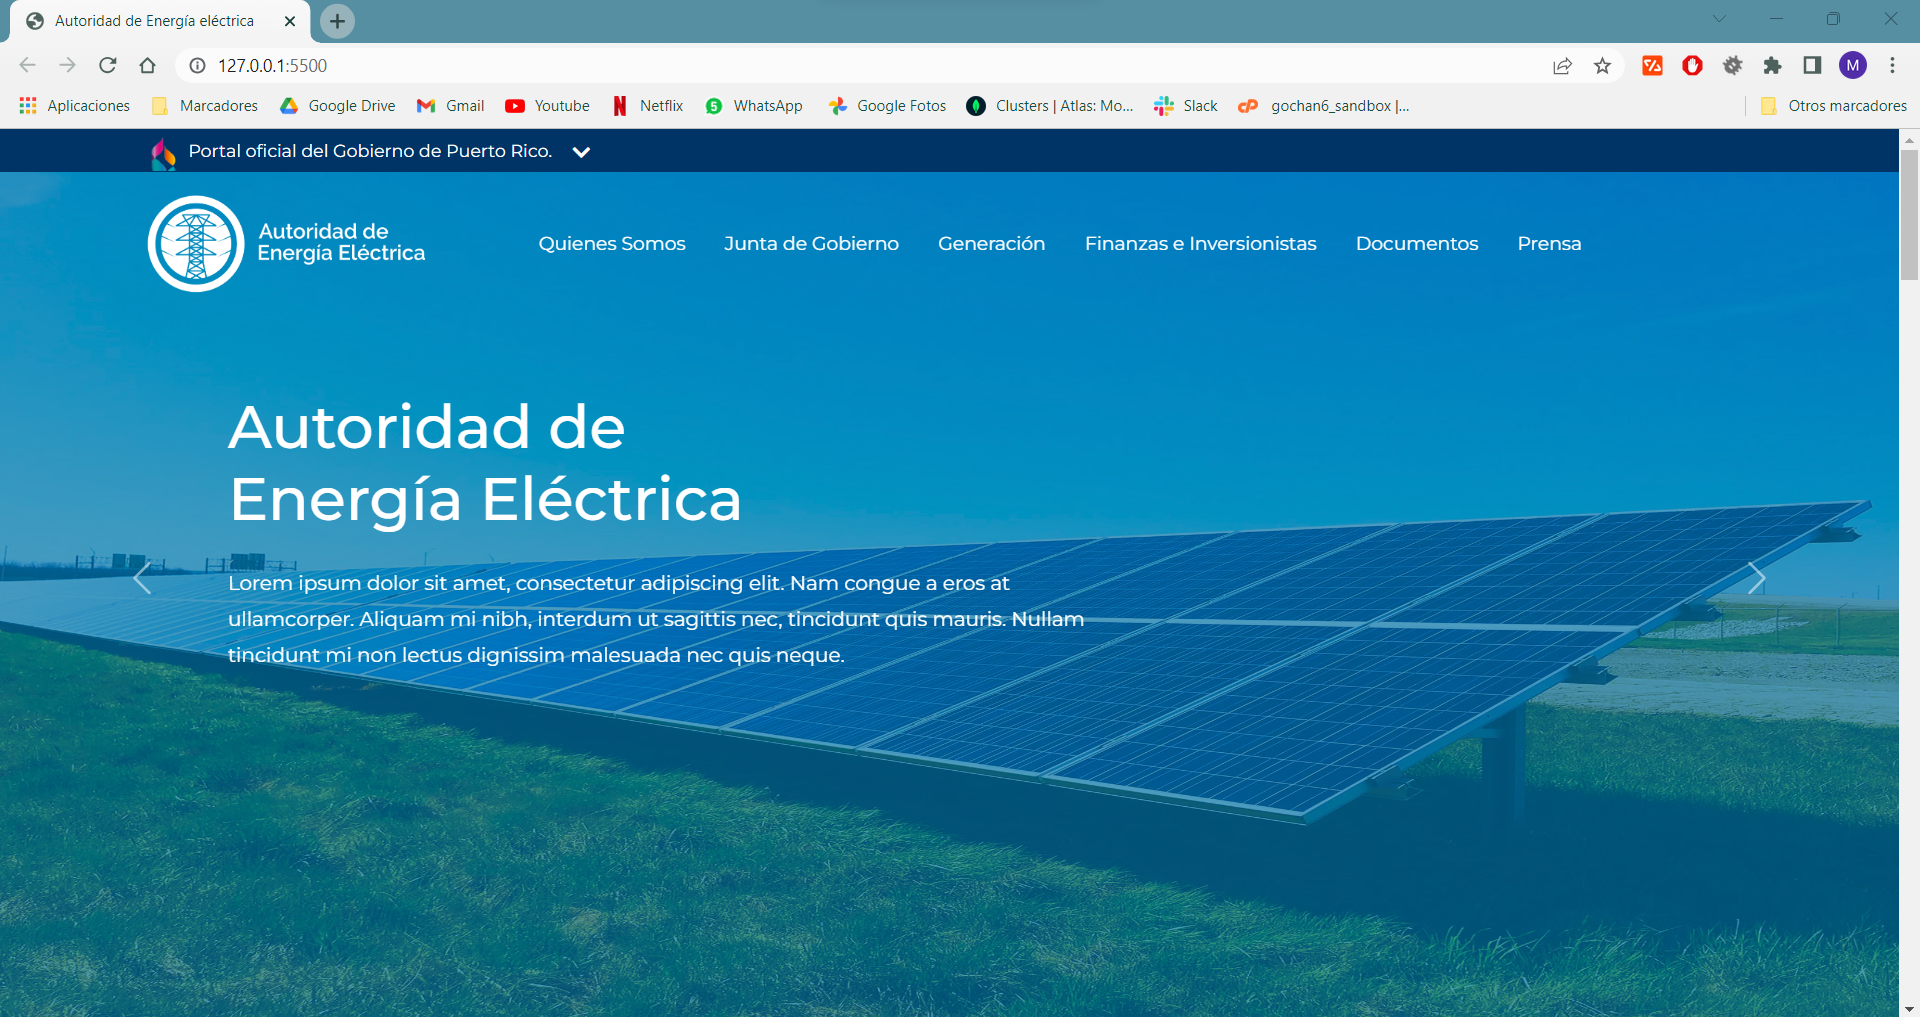 Autoridad de Energía eléctrica
127.0.0.1:5500
M
Aplicaciones
Marcadores
Google Drive
Gmail
Youtube
Netflix
WhatsApp
Google Fotos
Clusters | Atlas: Mo...
Slack
gochan6_sandbox |...
Otros marcadores
Portal oficial del Gobierno de Puerto Rico.
Autoridad de
Energía Eléctrica
Quienes Somos
Junta de Gobierno
Generación
Finanzas e Inversionistas
Documentos
Prensa
Autoridad de
Energía Eléctrica
Lorem ipsum dolor sit amet, consectetur adipiscing elit. Nam congue a eros at
ullamcorper. Aliquam mi nibh, interdum ut sagittis nec, tincidunt quis mauris. Nullam
tincidunt mi non lectus dignissim malesuada nec quis neque.